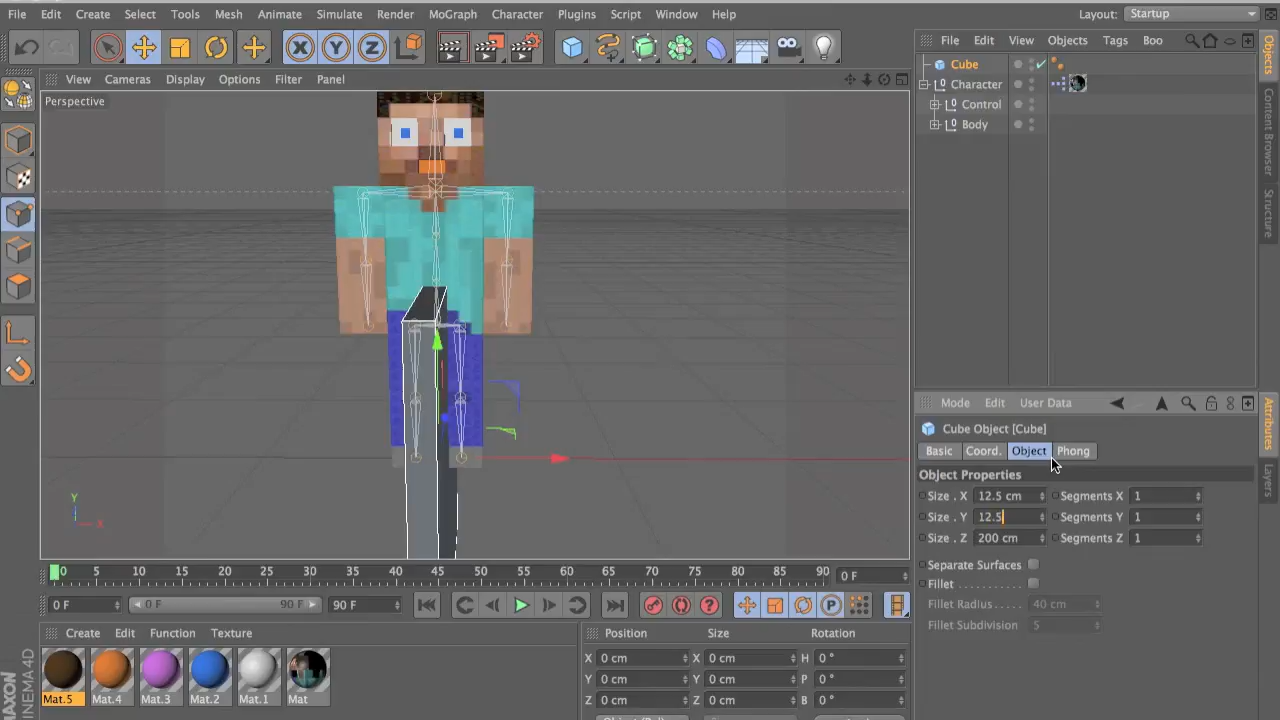 File Edit Create Select Tools Mesh Animate Simulate Render MoGraph Character Plugins Script Window Help Layout: Startup
File Edit View Objects Tags Boo
View Cameras Display Options Filter Panel
Perspective
Cube
Character
Control
Body
Objects
Content Browser
Structure
Y
X
Mode Edit User Data
Cube Object [Cube]
Basic Coord. Object Phong
Object Properties
Size . X 12.5 cm Segments X 1
Size . Y 12.5 Segments Y 1
Size . Z 200 cm Segments Z 1
Separate Surfaces
Fillet
Fillet Radius . . . . . 40 cm
Fillet Subdivision 5
Attributes
Layers
0 5 10 15 20 25 30 35 40 45 50 55 60 65 70 75 80 85 90 0 F
0 F 0 F 90 F 90 F
Create Edit Function Texture
Mat.5 Mat.4 Mat.3 Mat.2 Mat.1 Mat
Position Size Rotation
X 0 cm X 0 cm H 0 °
Y 0 cm Y 0 cm P 0 °
Z 0 cm Z 0 cm B 0 °
MAXON
CINEMA 4D